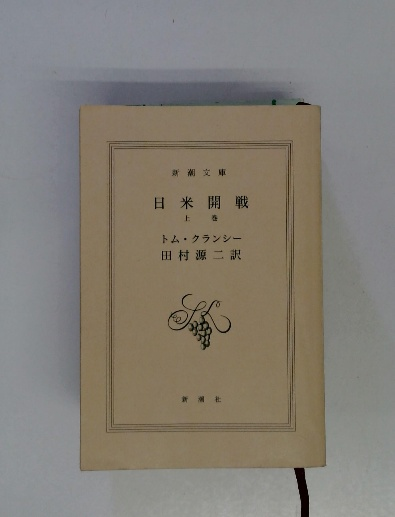 新潮文庫
日米開戦
上巻
トム・クランシー
田村源二訳
新潮社